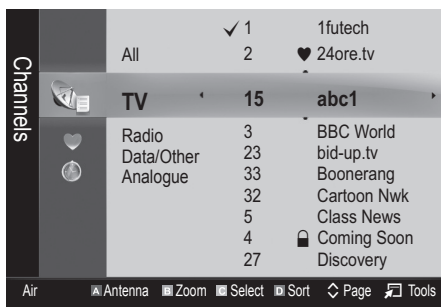 Channels
1 1futech
All 2 24ore.tv
TV 15 abc1
Radio 3 BBC World
Data/Other 23 bid-up.tv
Analogue 33 Boonerang
32 Cartoon Nwk
5 Class News
4 Coming Soon
27 Discovery
Air A Antenna B Zoom C Select D Sort Page Tools